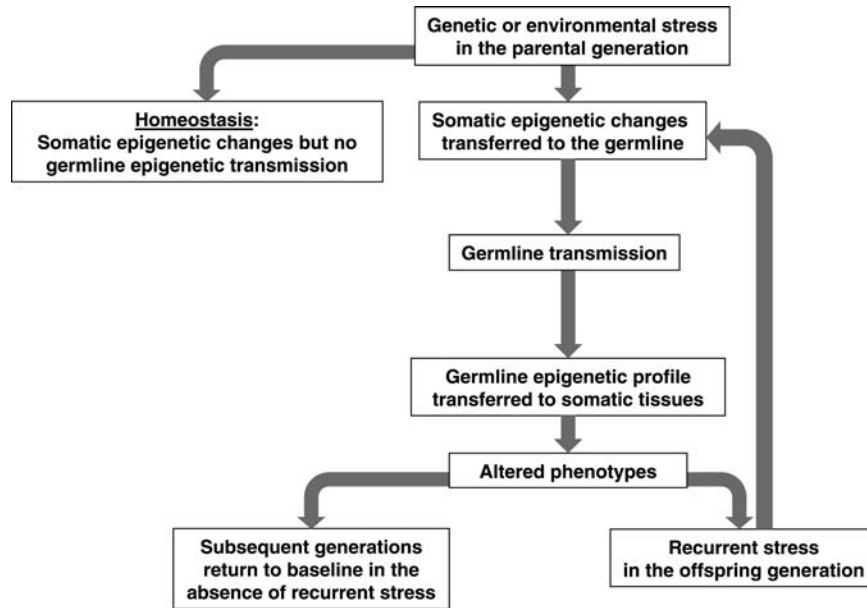 Genetic or environmental stress
in the parental generation
Homeostasis:
Somatic epigenetic changes but no
germline epigenetic transmission
Somatic epigenetic changes
transferred to the germline
Germline transmission
Germline epigenetic profile
transferred to somatic tissues
Altered phenotypes
Subsequent generations
return to baseline in the
absence of recurrent stress
Recurrent stress
in the offspring generation